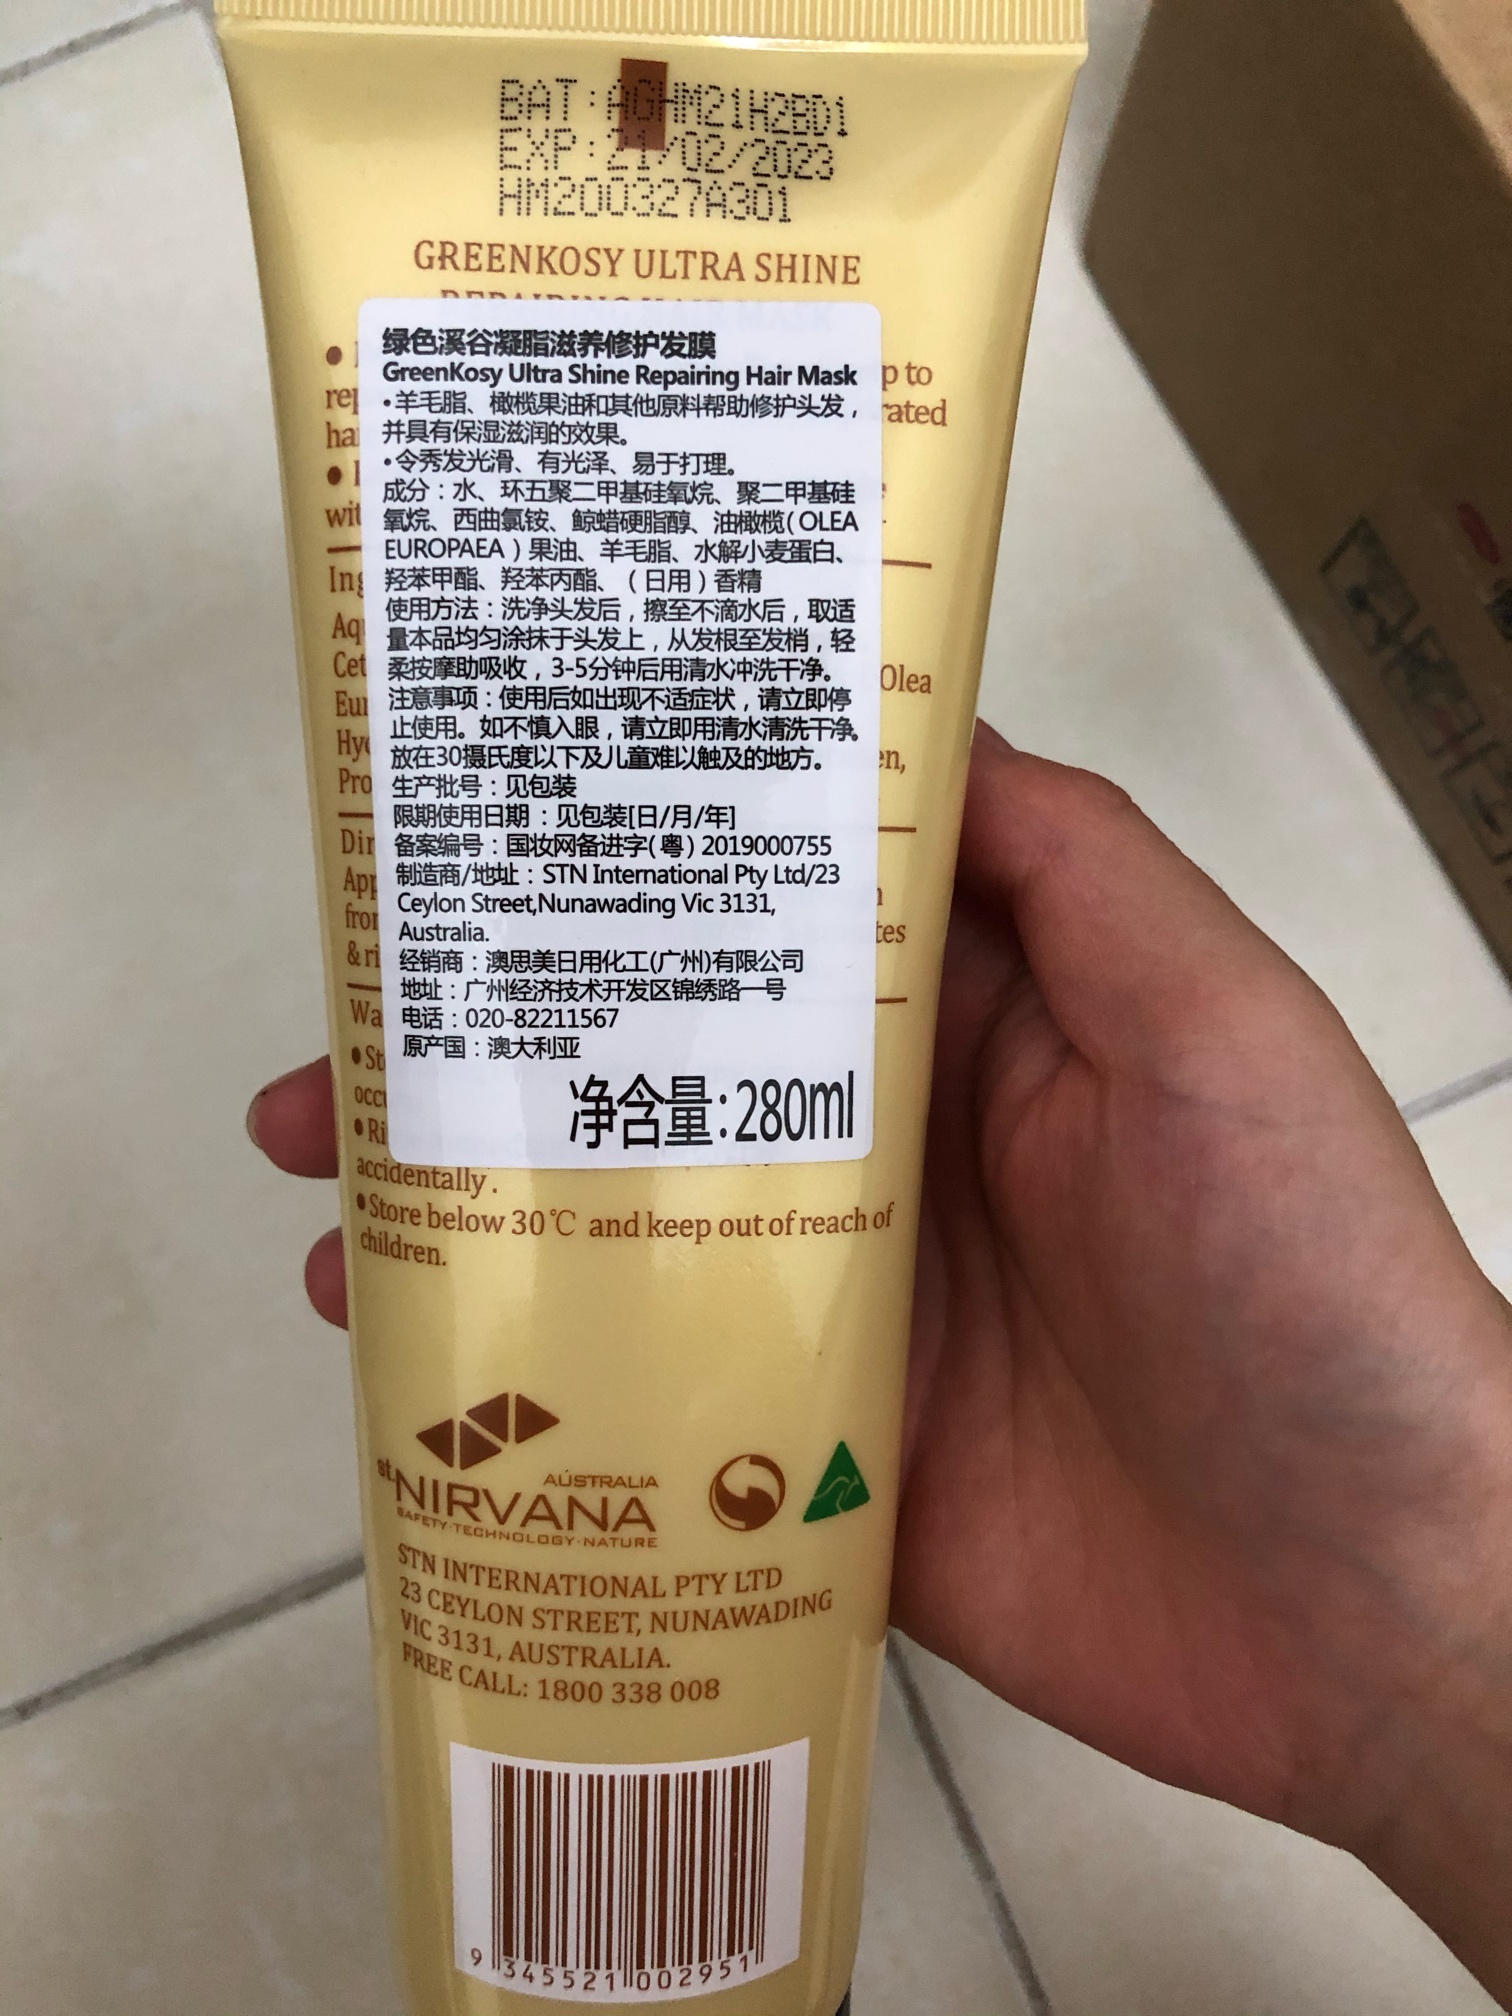 BAT:AGHM21H2BD1
EXP:21/02/2023
HM200327A301
GREENKOSY ULTRA SHINE
绿色溪谷凝脂滋养修护发膜
GreenKosy Ultra Shine Repairing Hair Mask
p to
•羊毛脂、橄榄果油和其他原料帮助修护头发，
rated
并具有保湿滋润的效果。
•令秀发光滑、有光泽、易于打理。
成分：水、环五聚二甲基硅氧烷、聚二甲基硅
氧烷、西曲氯铵、鲸蜡硬脂醇、油橄榄(OLEA
EUROPAEA）果油、羊毛脂、水解小麦蛋白、
羟苯甲酯、羟苯丙酯、（日用）香精
使用方法：洗净头发后，擦至不滴水后，取适
量本品均匀涂抹于头发上，从发根至发梢，轻
柔按摩助吸收，3-5分钟后用清水冲洗干净。
Olea
注意事项：使用后如出现不适症状，请立即停
止使用。如不慎入眼，请立即用清水清洗干净。
放在30摄氏度以下及儿童难以触及的地方。
en,
生产批号：见包装
限期使用日期：见包装[日/月/年]
备案编号：国妆网备进字(粤) 2019000755
制造商/地址：STN International Pty Ltd/23
Ceylon Street,Nunawading Vic 3131,
Australia.
tes
& ri
经销商：澳思美日用化工(广州)有限公司
地址：广州经济技术开发区锦绣路一号
电话：020-82211567
原产国：澳大利亚
净含量:280ml
accidentally .
•Store below 30℃ and keep out of reach of
children.
st.NIRVANA AUSTRALIA
SAFETY·TECHNOLOGY·NATURE
STN INTERNATIONAL PTY LTD
23 CEYLON STREET, NUNAWADING
VIC 3131, AUSTRALIA.
FREE CALL: 1800 338 008
9 345521 002951